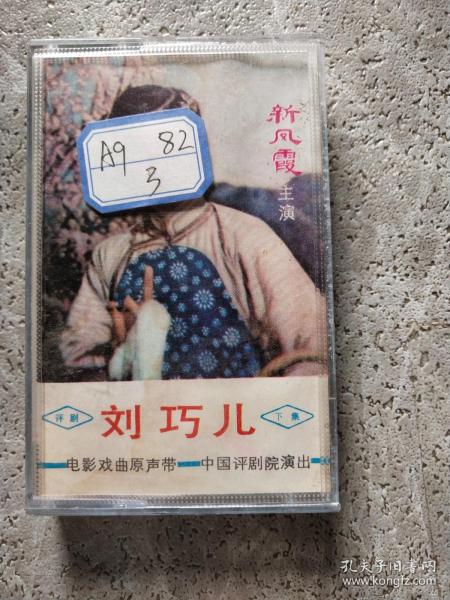 A9 82
3
新凤霞
主演
评剧
刘巧儿
下集
电影戏曲原声带——中国评剧院演出
孔夫子旧书网
www.kongfz.com